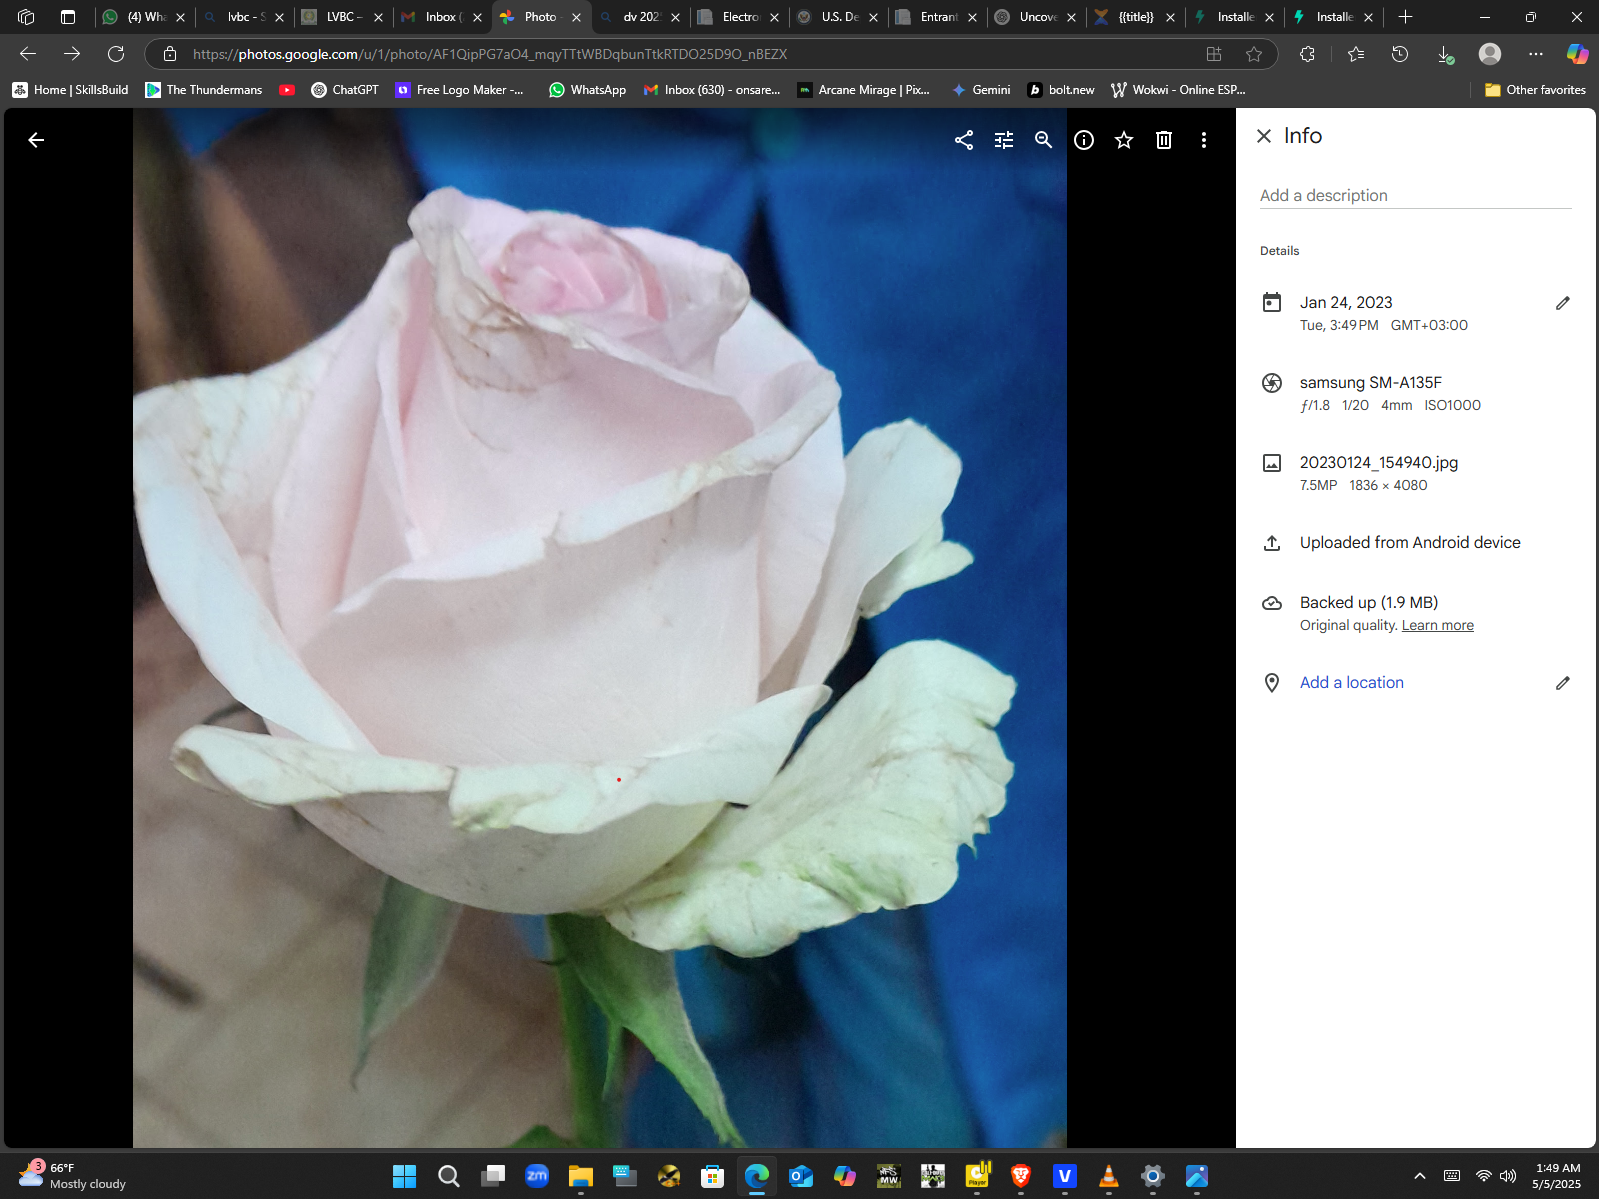 (4) Wha
lvbc - S
LVBC –
Inbox (
Photo -
dv 202
Electro
U.S. De
Entrant
Uncove
{{title}}
Installe
Installe
https://photos.google.com/u/1/photo/AF1QipPG7aO4_mqyTTtWBDqbunTtkRTDO25D9O_nBEZX
Home | SkillsBuild
The Thundermans
ChatGPT
Free Logo Maker -...
WhatsApp
Inbox (630) - onsare...
Arcane Mirage | Pix...
Gemini
bolt.new
Wokwi - Online ESP...
Other favorites
Info
Add a description
Details
Jan 24, 2023
Tue, 3:49 PM GMT+03:00
samsung SM-A135F
ƒ/1.8 1/20 4mm ISO1000
20230124_154940.jpg
7.5MP 1836 × 4080
Uploaded from Android device
Backed up (1.9 MB)
Original quality. Learn more
Add a location
3
66°F
Mostly cloudy
zm
MW
Player
V
1:49 AM
5/5/2025